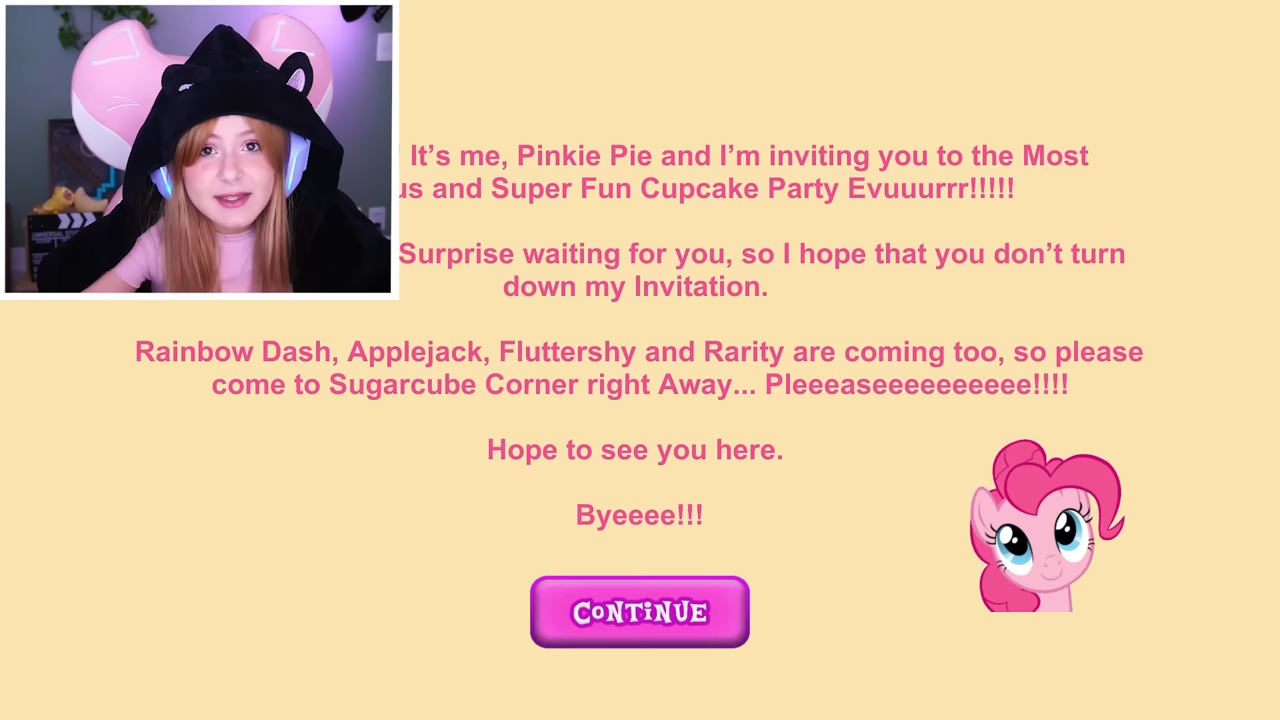 It’s me, Pinkie Pie and I’m inviting you to the Most
us and Super Fun Cupcake Party Evuuurrr!!!!!
Surprise waiting for you, so I hope that you don’t turn
down my Invitation.
Rainbow Dash, Applejack, Fluttershy and Rarity are coming too, so please
come to Sugarcube Corner right Away... Pleeeaseeeeeeeeee!!!!
Hope to see you here.
Byeeee!!!
CONTiNUE